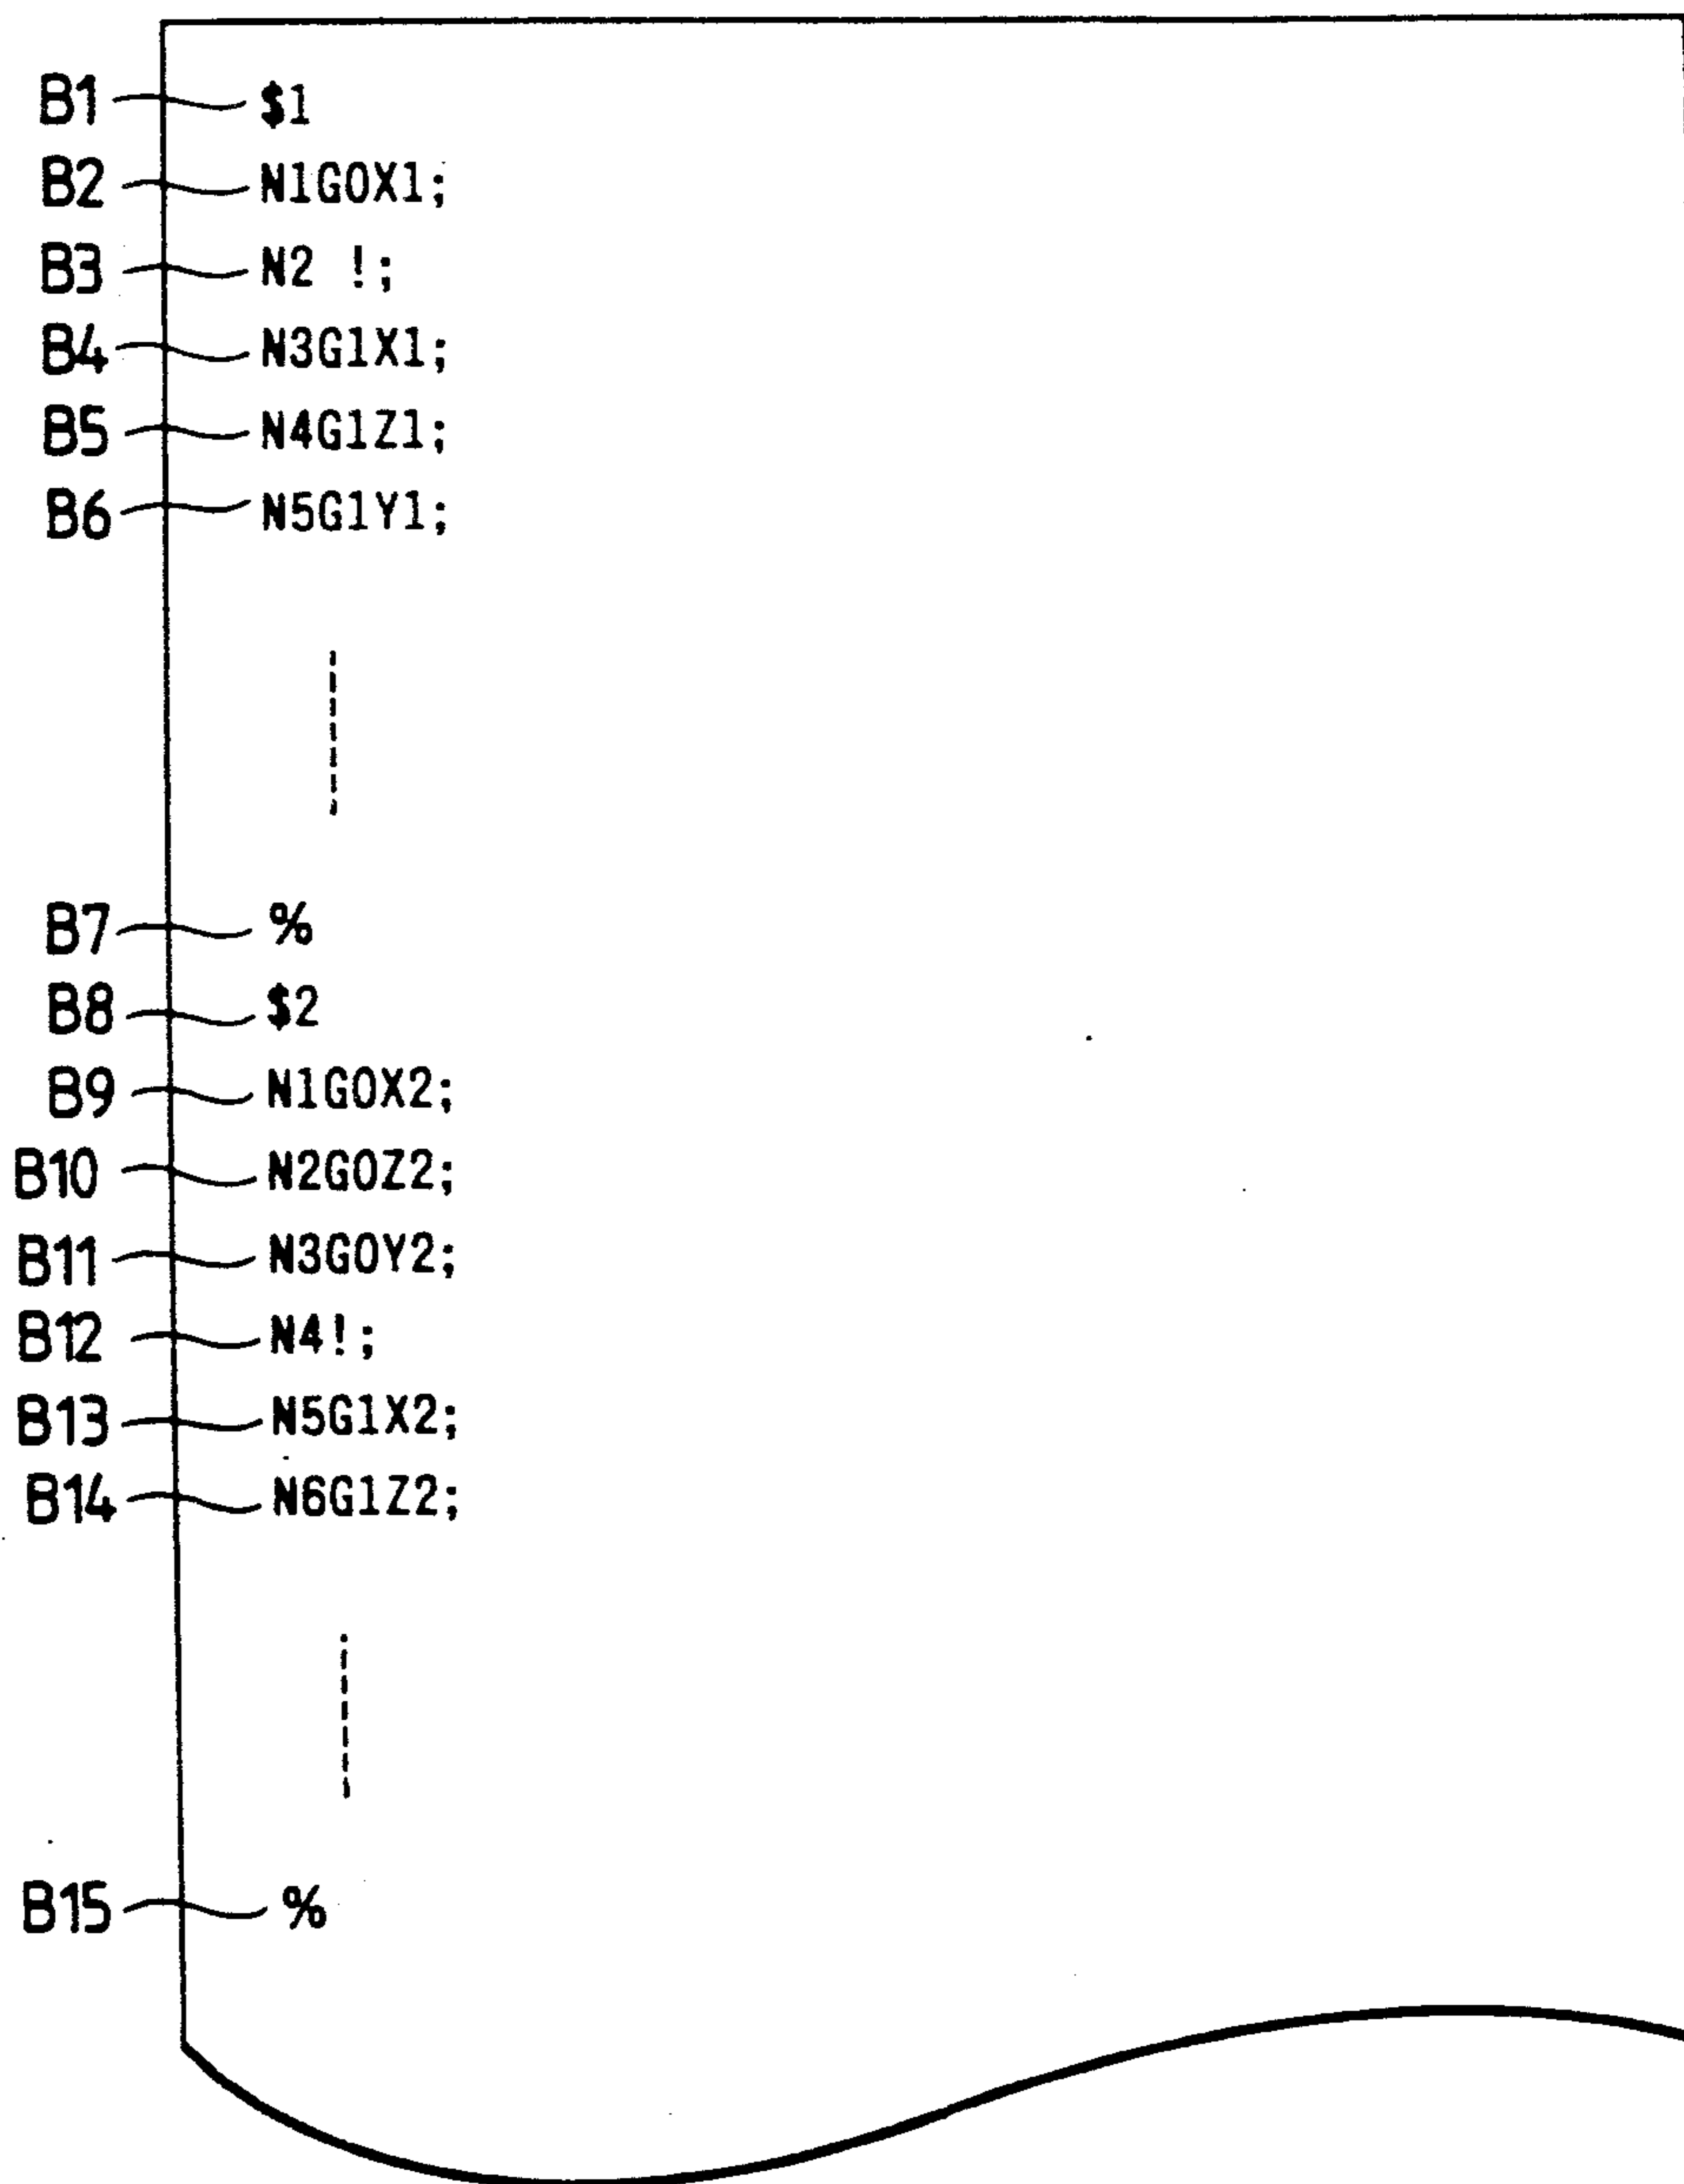 B1 $1
B2 N1G0X1;
B3 N2 !;
B4 N3G1X1;
B5 N4G1Z1;
B6 N5G1Y1;
B7 %
B8 $2
B9 N1G0X2;
B10 N2G0Z2;
B11 N3G0Y2;
B12 N4!;
B13 N5G1X2;
B14 N6G1Z2;
B15 %